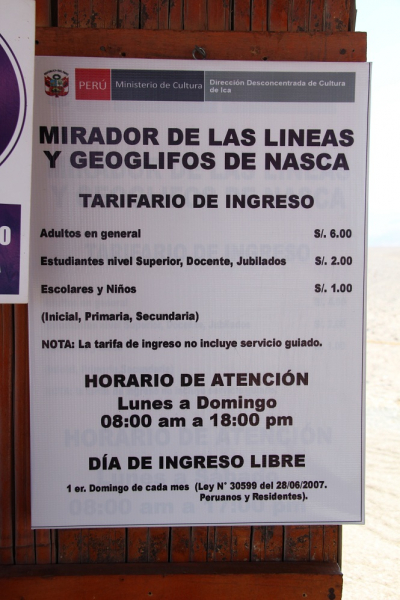 PERÚ Ministerio de Cultura Dirección Desconcentrada de Cultura
de Ica
MIRADOR DE LAS LINEAS
Y GEOGLIFOS DE NASCA
TARIFARIO DE INGRESO
Adultos en general S/. 6.00
Estudiantes nivel Superior, Docente, Jubilados S/. 2.00
Escolares y Niños S/. 1.00
(Inicial, Primaria, Secundaria)
NOTA: La tarifa de ingreso no incluye servicio guiado.
HORARIO DE ATENCIÓN
Lunes a Domingo
08:00 am a 18:00 pm
DÍA DE INGRESO LIBRE
1 er. Domingo de cada mes (Ley N° 30599 del 28/06/2007.
Peruanos y Residentes).